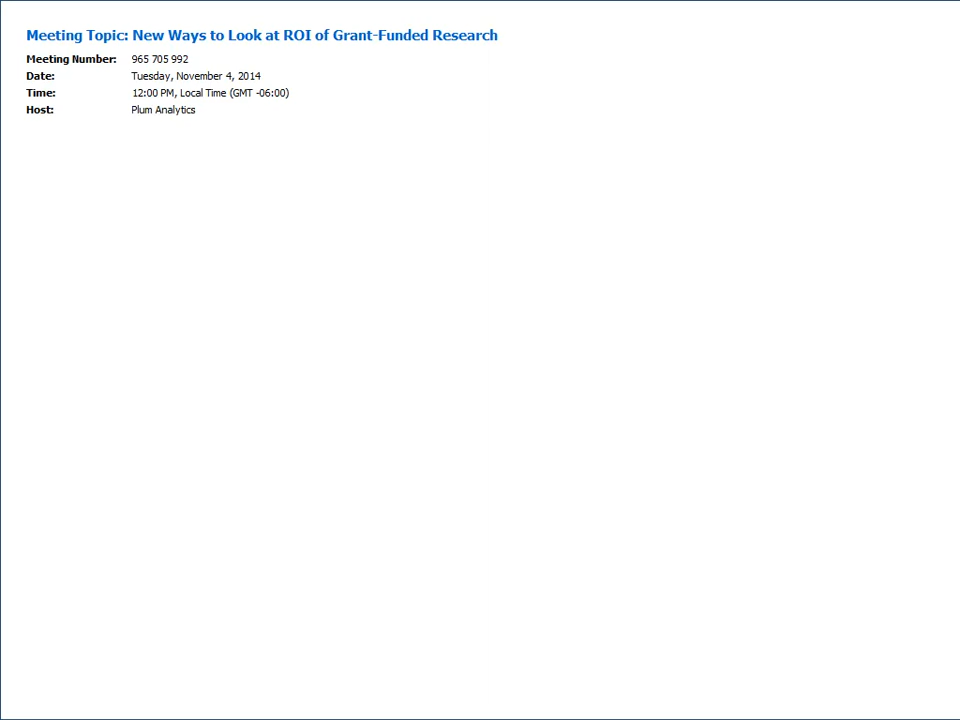 Meeting Topic: New Ways to Look at ROI of Grant-Funded Research
Meeting Number: 965 705 992
Date: Tuesday, November 4, 2014
Time: 12:00 PM, Local Time (GMT -06:00)
Host: Plum Analytics